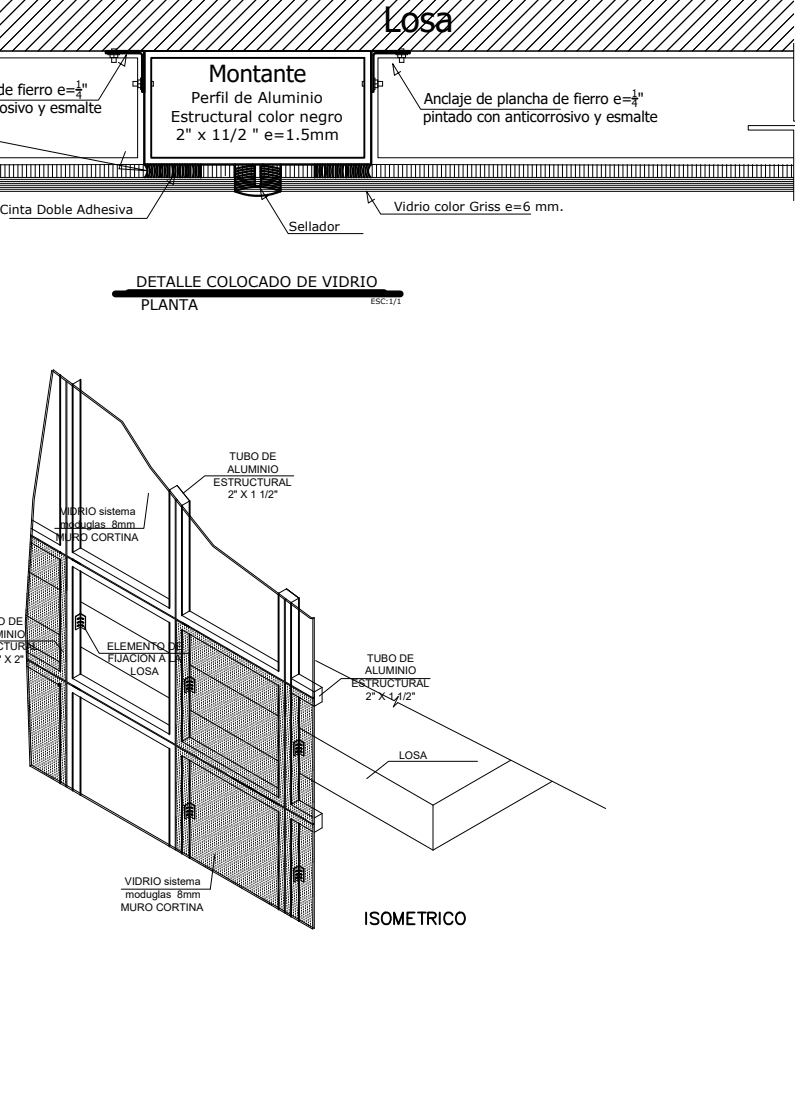 Losa
Montante
Perfil de Aluminio
Estructural color negro
2" x 11/2 " e=1.5mm
de fierro e=1/4"
osivo y esmalte
Anclaje de plancha de fierro e=1/4"
pintado con anticorrosivo y esmalte
Cinta Doble Adhesiva
Sellador
Vidrio color Griss e=6 mm.
DETALLE COLOCADO DE VIDRIO
PLANTA
ESC:1/1
TUBO DE
ALUMINIO
ESTRUCTURAL
2" X 1 1/2"
VIDRIO sistema
moduglas 8mm
MURO CORTINA
O DE
MINIO
CTURAL
" X 2"
ELEMENTO DE
FIJACION A LA
LOSA
TUBO DE
ALUMINIO
ESTRUCTURAL
2" X 1 1/2"
LOSA
VIDRIO sistema
moduglas 8mm
MURO CORTINA
ISOMETRICO